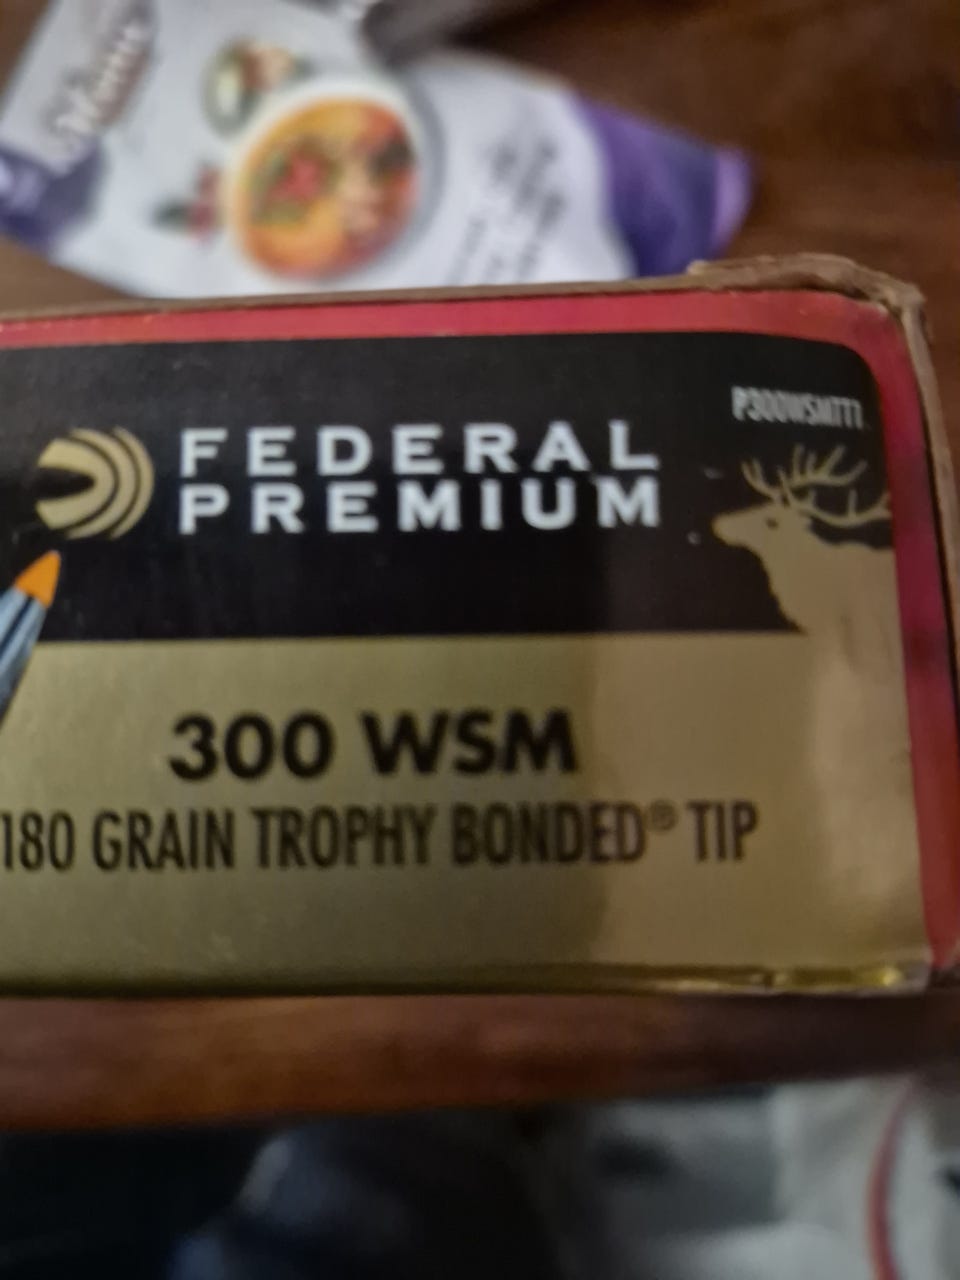 P300WSMTT1
FEDERAL
PREMIUM
300 WSM
180 GRAIN TROPHY BONDED® TIP